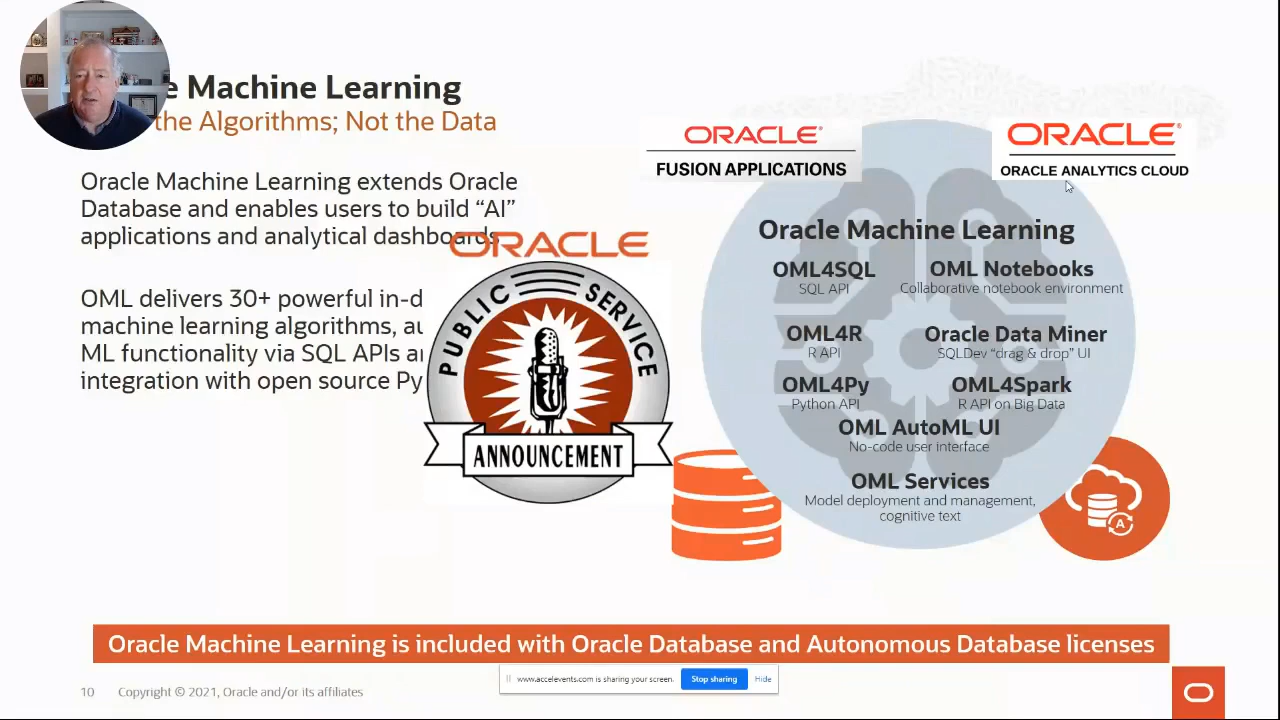 e Machine Learning
the Algorithms; Not the Data
Oracle Machine Learning extends Oracle
Database and enables users to build “AI”
applications and analytical dashboards
OML delivers 30+ powerful in-d
machine learning algorithms, au
ML functionality via SQL APIs a
integration with open source Py
ORACLE
PUBLIC SERVICE
ANNOUNCEMENT
ORACLE®
FUSION APPLICATIONS
ORACLE®
ORACLE ANALYTICS CLOUD
Oracle Machine Learning
OML4SQL
SQL API
OML Notebooks
Collaborative notebook environment
OML4R
R API
Oracle Data Miner
SQLDev “drag & drop” UI
OML4Py
Python API
OML4Spark
R API on Big Data
OML AutoML UI
No-code user interface
OML Services
Model deployment and management,
cognitive text
A
Oracle Machine Learning is included with Oracle Database and Autonomous Database licenses
www.accelevents.com is sharing your screen. Stop sharing Hide
10 Copyright © 2021, Oracle and/or its affiliates